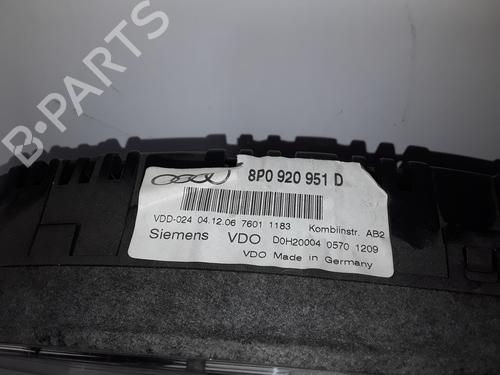 B-PARTS
8P0 920 951 D
VDD-024 04.12.06 7601 1183 Kombiinstr. AB2
Siemens VDO D0H20004 0570 1209
VDO Made in Germany